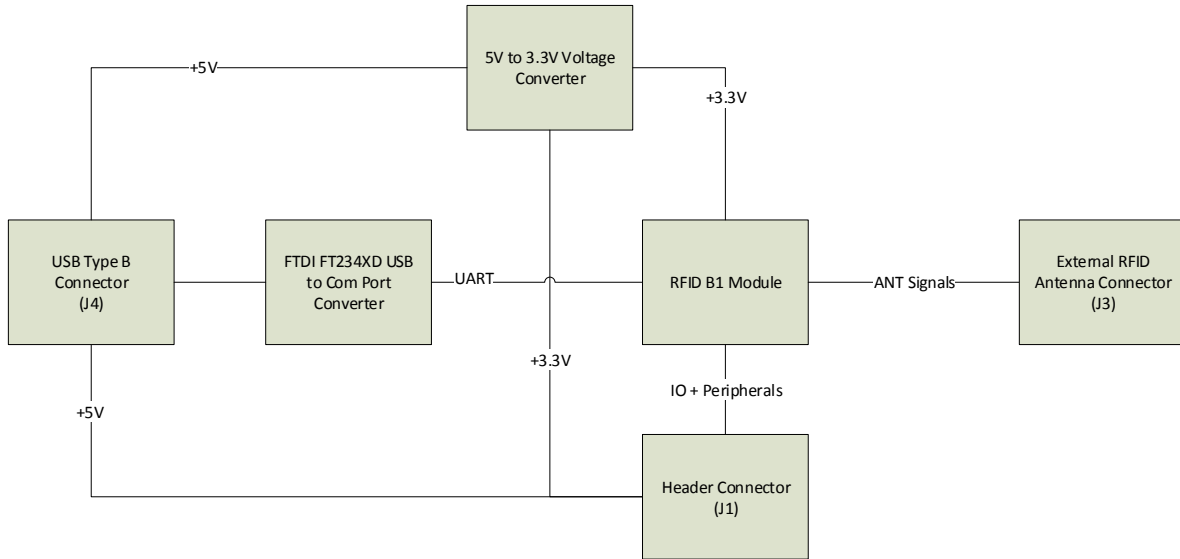 5V to 3.3V Voltage
Converter
+5V
+3.3V
USB Type B
Connector
(J4)
FTDI FT234XD USB
to Com Port
Converter
UART
RFID B1 Module
ANT Signals
External RFID
Antenna Connector
(J3)
+3.3V
IO + Peripherals
+5V
Header Connector
(J1)